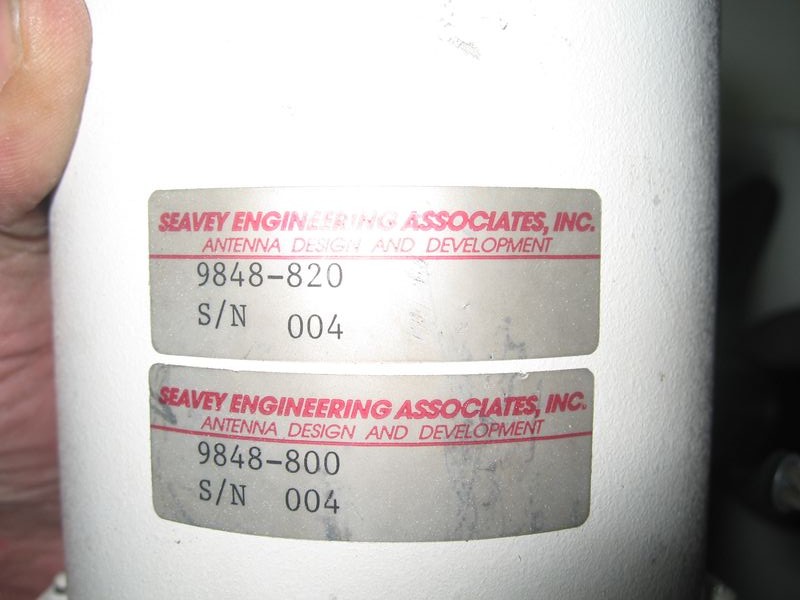 SEAVEY ENGINEERING ASSOCIATES, INC.
ANTENNA DESIGN AND DEVELOPMENT
9848-820
S/N 004
SEAVEY ENGINEERING ASSOCIATES, INC.
ANTENNA DESIGN AND DEVELOPMENT
9848-800
S/N 004